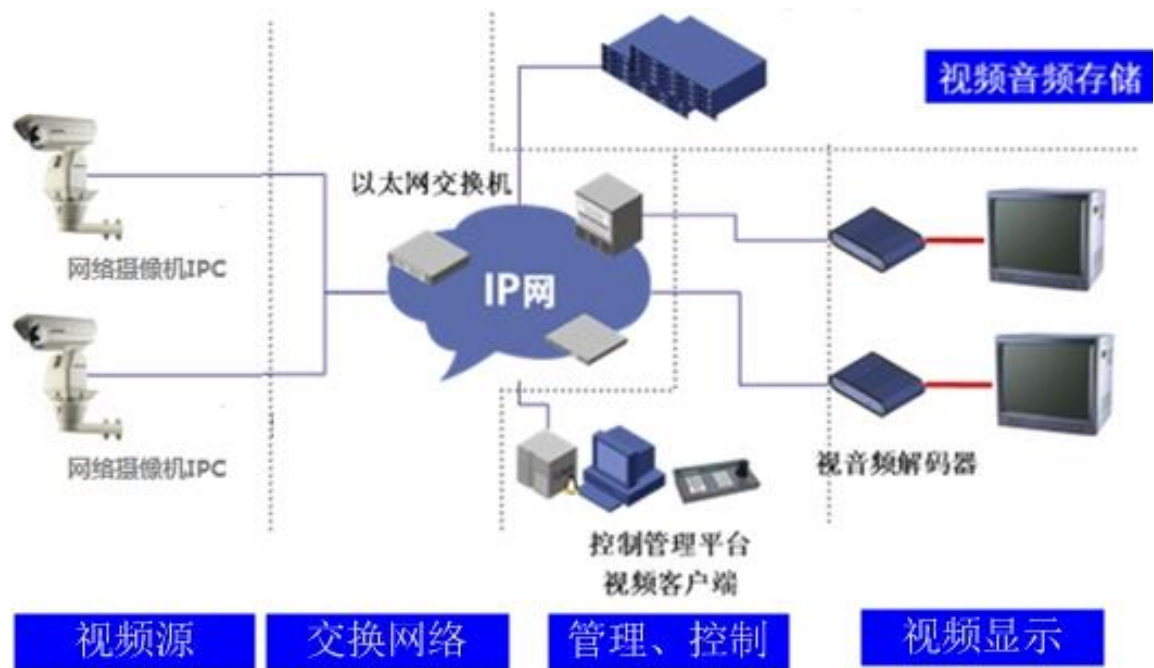 视频音频存储
以太网交换机
网络摄像机IPC
IP网
网络摄像机IPC
视音频解码器
控制管理平台
视频客户端
视频源
交换网络
管理、控制
视频显示